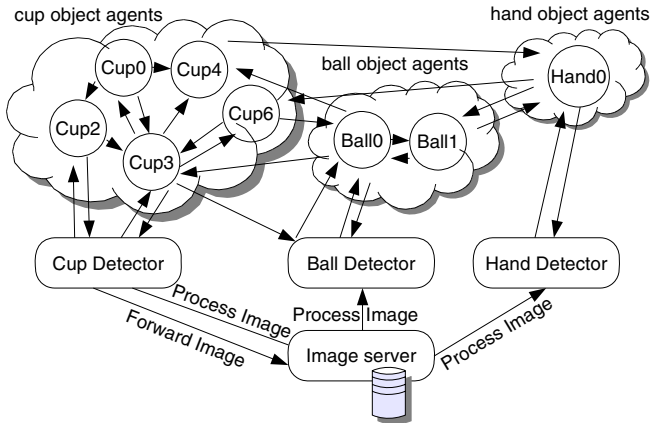 cup object agents
hand object agents
ball object agents
Cup0
Cup4
Hand0
Cup6
Cup2
Ball0
Ball1
Cup3
Cup Detector
Ball Detector
Hand Detector
Process Image
Forward Image
Process Image
Process Image
Image server